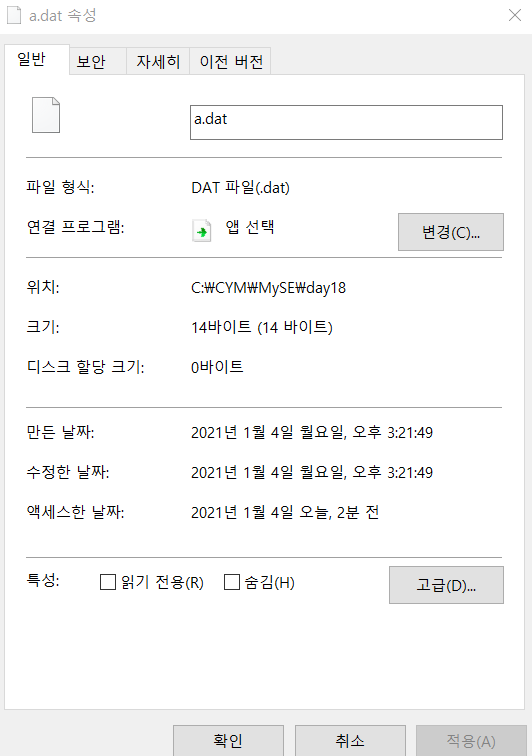 a.dat 속성
일반 보안 자세히 이전 버전
a.dat
파일 형식: DAT 파일(.dat)
연결 프로그램: 앱 선택 변경(C)...
위치: C:₩CYM₩MySE₩day18
크기: 14바이트 (14 바이트)
디스크 할당 크기: 0바이트
만든 날짜: 2021년 1월 4일 월요일, 오후 3:21:49
수정한 날짜: 2021년 1월 4일 월요일, 오후 3:21:49
액세스한 날짜: 2021년 1월 4일 오늘, 2분 전
특성: 읽기 전용(R) 숨김(H) 고급(D)...
확인 취소 적용(A)